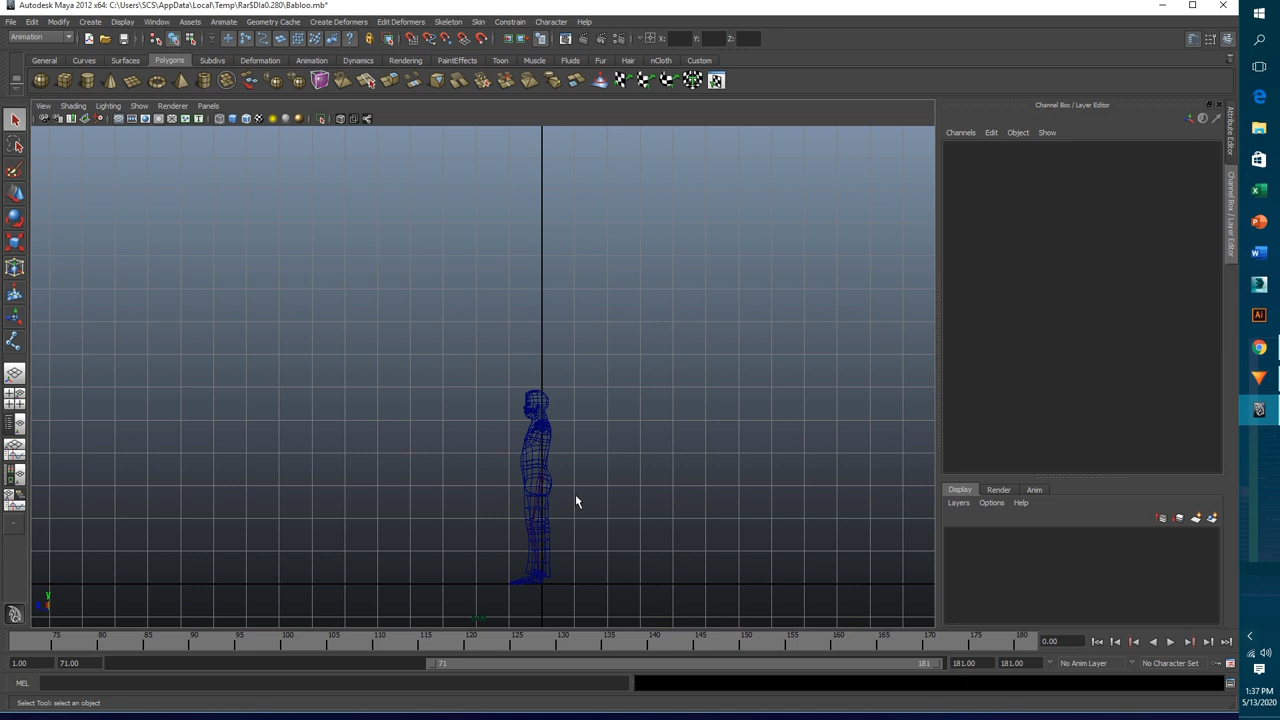 Autodesk Maya 2012 x64: C:\Users\SCS\AppData\Local\Temp\Rar$DIa0.280\Babloo.mb*
File Edit Modify Create Display Window Assets Animate Geometry Cache Create Deformers Edit Deformers Skeleton Skin Constrain Character Help
Animation X: Y: Z:
General Curves Surfaces Polygons Subdivs Deformation Animation Dynamics Rendering PaintEffects Toon Muscle Fluids Fur Hair nCloth Custom
View Shading Lighting Show Renderer Panels
Channel Box / Layer Editor
Channels Edit Object Show
Attribute Editor
Channel Box / Layer Editor
Display Render Anim
Layers Options Help
y
75 80 85 90 95 100 105 110 115 120 125 130 135 140 145 150 155 160 165 170 175 180 0.00
1.00 71.00 71 181 181.00 181.00 No Anim Layer No Character Set
MEL
Select Tool: select an object
1:37 PM
5/13/2020